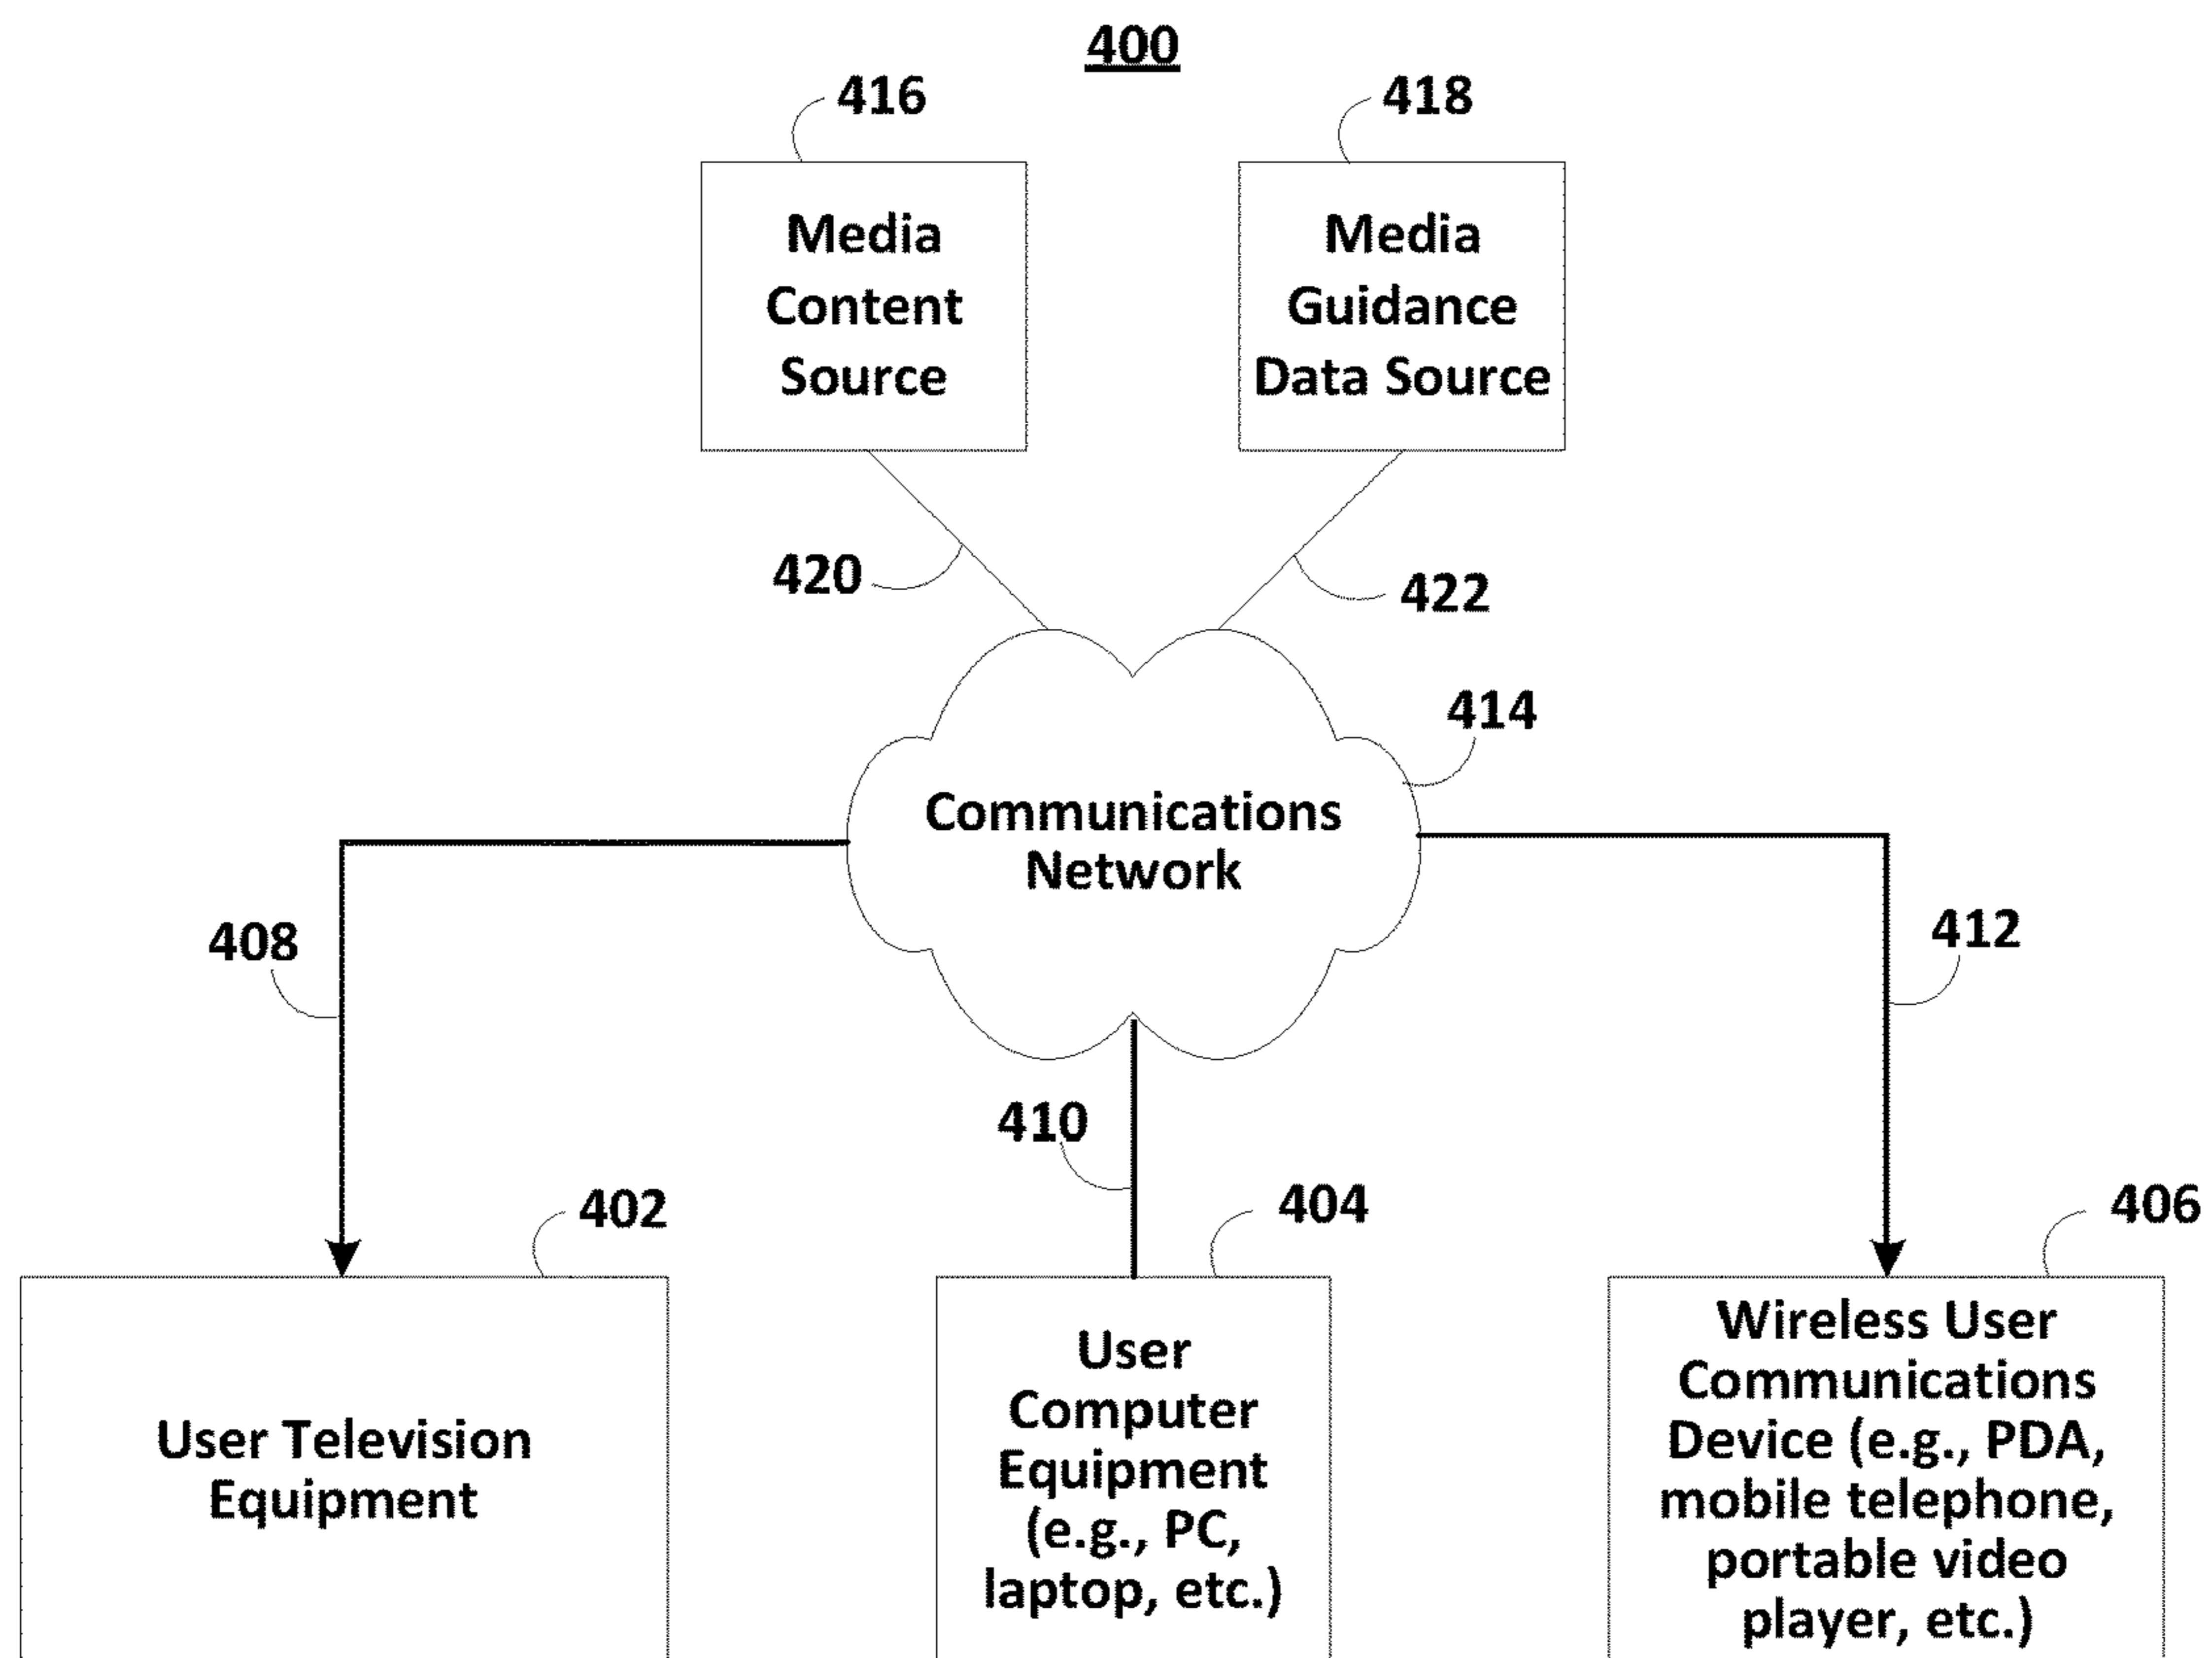 400
416
418
Media
Content
Source
Media
Guidance
Data Source
420
422
414
Communications
Network
408
412
410
402
404
406
User Television
Equipment
User
Computer
Equipment
(e.g., PC,
laptop, etc.)
Wireless User
Communications
Device (e.g., PDA,
mobile telephone,
portable video
player, etc.)